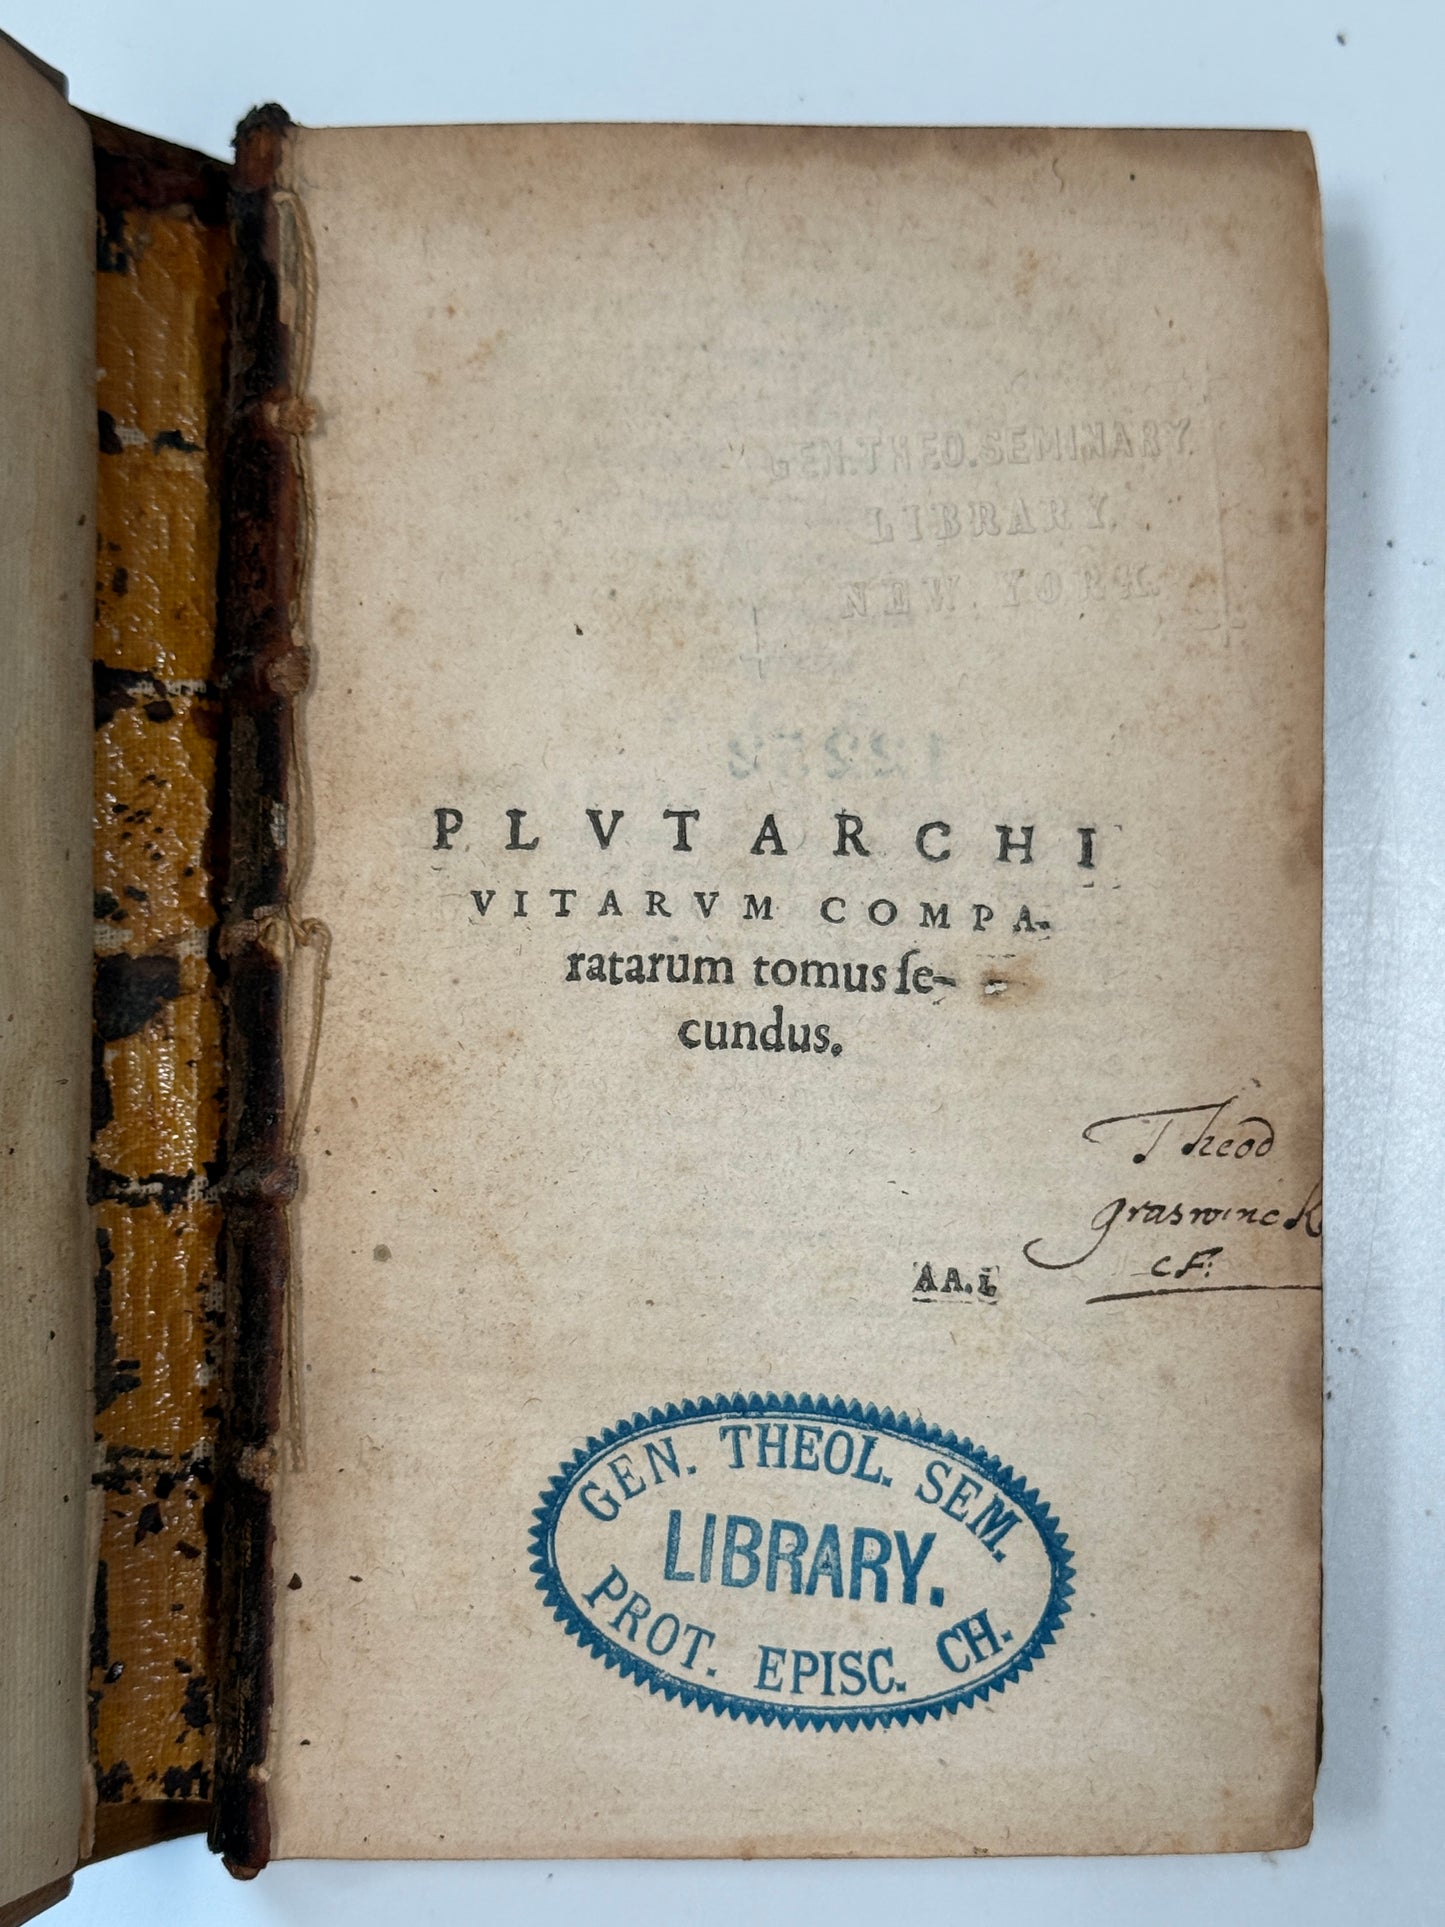 GEN. THEO. SEMINARY.
LIBRARY.
NEW YORK.
PLVTARCHI
VITARVM COMPA-
ratarum tomus ſe-
cundus.
Theod
graswinck
CF:
AA.i
GEN. THEOL. SEM.
LIBRARY.
PROT. EPISC. CH.